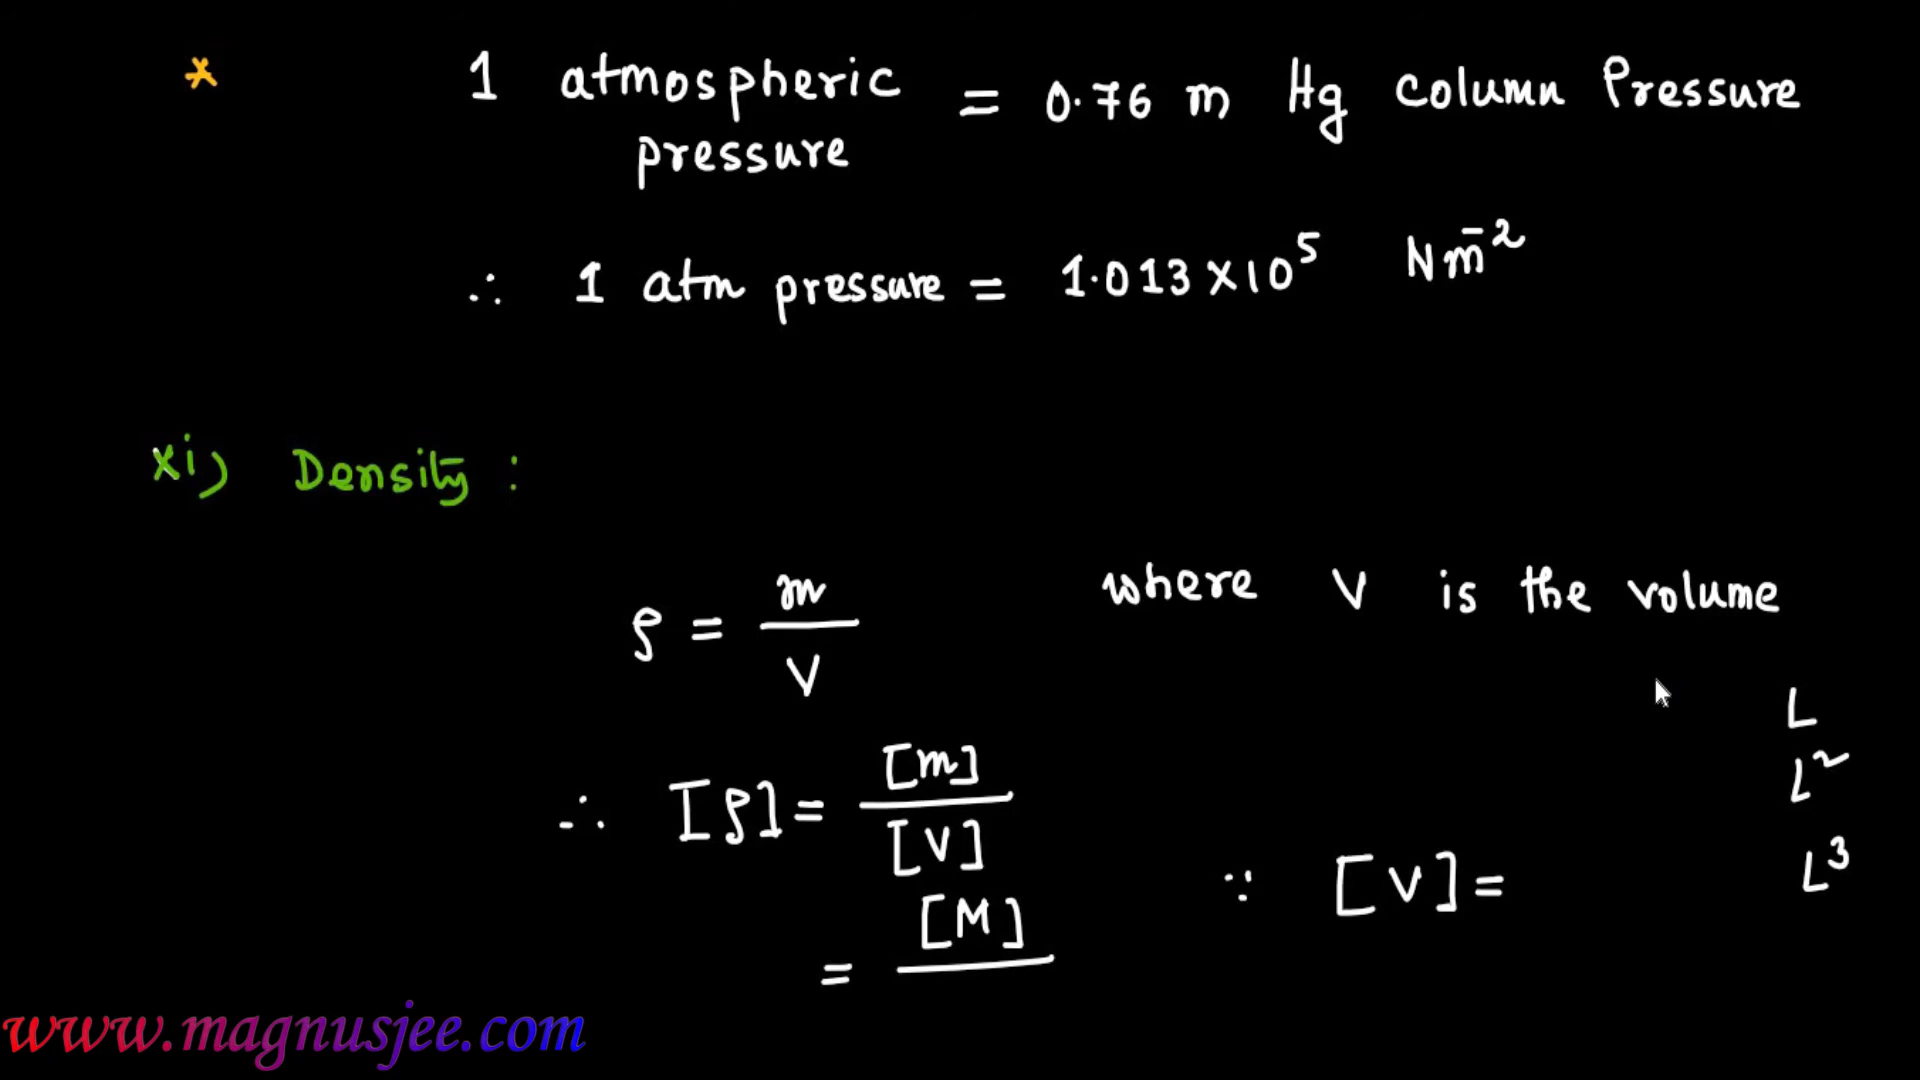 * 1 atmospheric pressure = 0.76 m Hg column Pressure
∴ 1 atm pressure = 1.013 × 10⁵ Nm⁻²
xi) Density :
ρ = m / V where V is the volume
L
L²
∴ [ρ] = [m] / [V]
∵ [V] = L³
= [M]
www.magnusjee.com